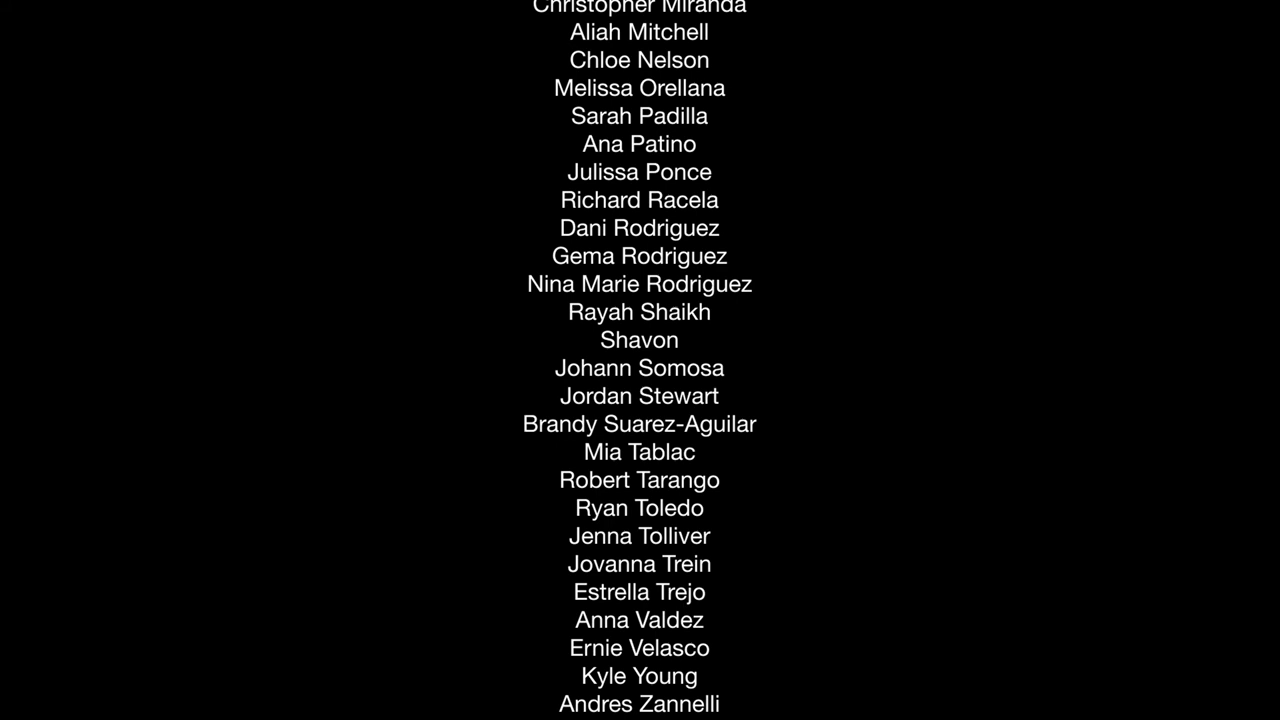 Christopher Miranda
Aliah Mitchell
Chloe Nelson
Melissa Orellana
Sarah Padilla
Ana Patino
Julissa Ponce
Richard Racela
Dani Rodriguez
Gema Rodriguez
Nina Marie Rodriguez
Rayah Shaikh
Shavon
Johann Somosa
Jordan Stewart
Brandy Suarez-Aguilar
Mia Tablac
Robert Tarango
Ryan Toledo
Jenna Tolliver
Jovanna Trein
Estrella Trejo
Anna Valdez
Ernie Velasco
Kyle Young
Andres Zannelli